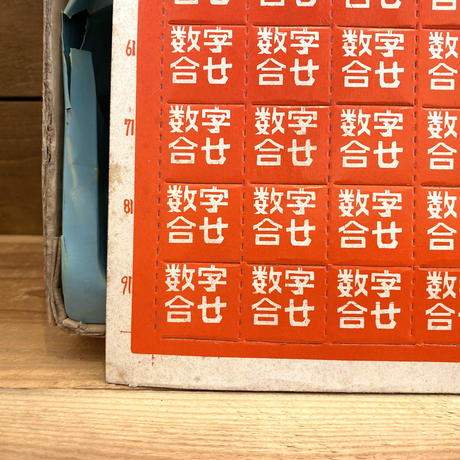 61
数字 数字 数字 数
合せ 合せ 合せ 合
71
数字 数字 数字 数
合せ 合せ 合せ 合
81
数字 数字 数字 数
合せ 合せ 合せ 合
91
数字 数字 数字 数
合せ 合せ 合せ 合